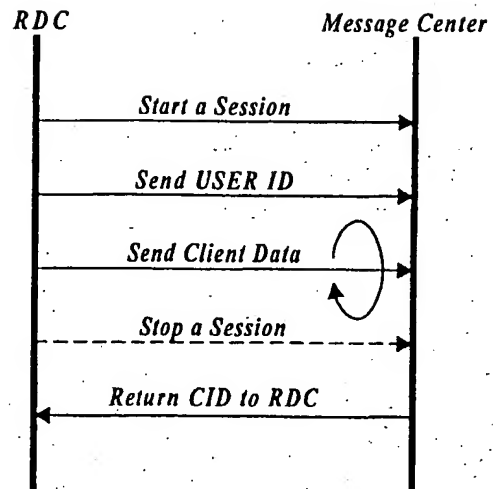 RDC
Message Center
Start a Session
Send USER ID
Send Client Data
Stop a Session
Return CID to RDC